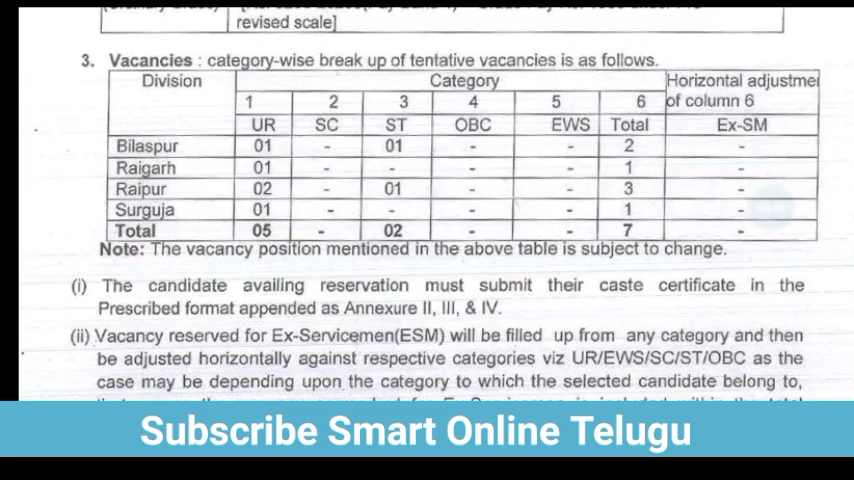 revised scale]
3. Vacancies : category-wise break up of tentative vacancies is as follows.
Division Category Horizontal adjustme
1 2 3 4 5 6 of column 6
UR SC ST OBC EWS Total Ex-SM
Bilaspur 01 - 01 - - 2 -
Raigarh 01 - - - - 1 -
Raipur 02 - 01 - - 3 -
Surguja 01 - - - - 1 -
Total 05 - 02 - - 7 -
Note: The vacancy position mentioned in the above table is subject to change.
(i) The candidate availing reservation must submit their caste certificate in the
Prescribed format appended as Annexure II, III, & IV.
(ii) Vacancy reserved for Ex-Servicemen(ESM) will be filled up from any category and then
be adjusted horizontally against respective categories viz UR/EWS/SC/ST/OBC as the
case may be depending upon the category to which the selected candidate belong to,
Subscribe Smart Online Telugu